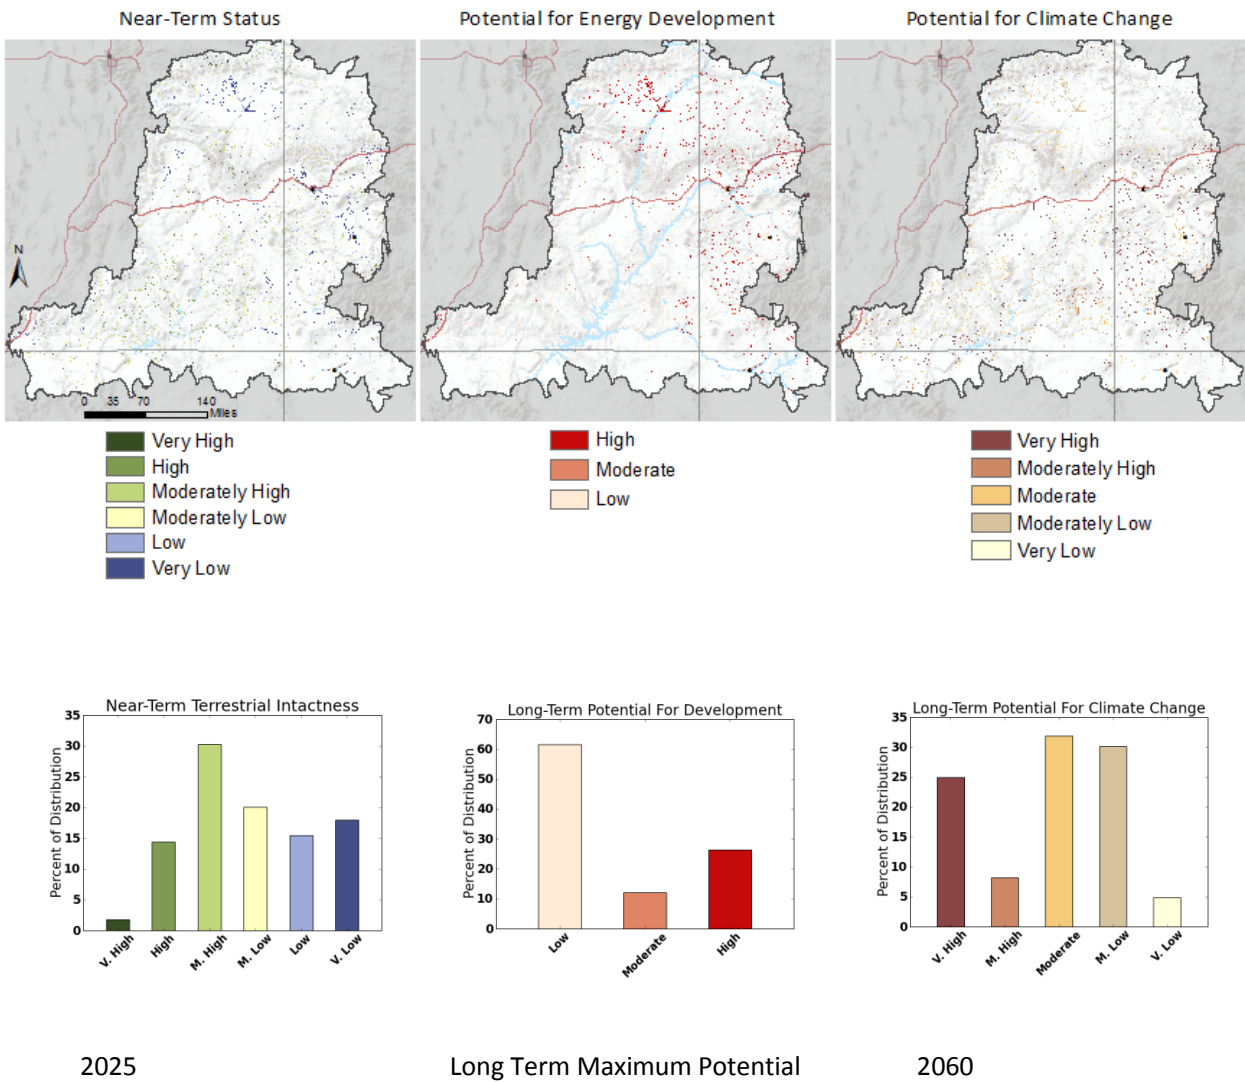 Near-Term Status
Potential for Energy Development
Potential for Climate Change
N
0 35 70 140
Miles
Very High
High
Moderately High
Moderately Low
Low
Very Low
High
Moderate
Low
Very High
Moderately High
Moderate
Moderately Low
Very Low
Near-Term Terrestrial Intactness
Percent of Distribution
35
30
25
20
15
10
5
0
V. High
High
M. High
M. Low
Low
V. Low
Long-Term Potential For Development
Percent of Distribution
70
60
50
40
30
20
10
0
Low
Moderate
High
Long-Term Potential For Climate Change
Percent of Distribution
35
30
25
20
15
10
5
0
V. High
M. High
Moderate
M. Low
V. Low
2025
Long Term Maximum Potential
2060